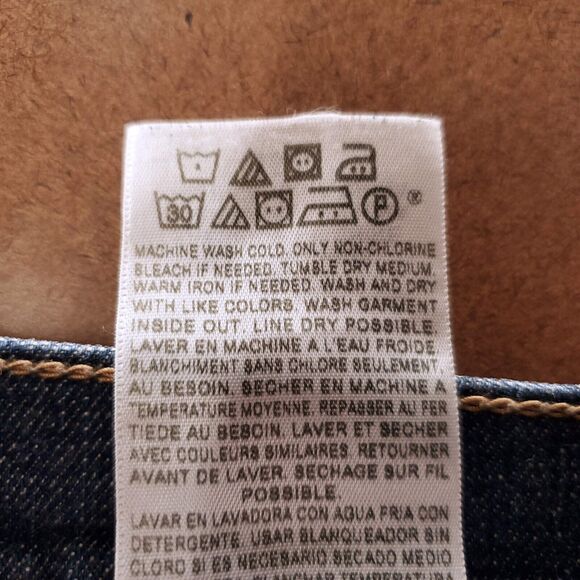 30 P ®
MACHINE WASH COLD. ONLY NON-CHLORINE
BLEACH IF NEEDED. TUMBLE DRY MEDIUM.
WARM IRON IF NEEDED. WASH AND DRY
WITH LIKE COLORS. WASH GARMENT
INSIDE OUT. LINE DRY POSSIBLE.
LAVER EN MACHINE A L'EAU FROIDE.
BLANCHIMENT SANS CHLORE SEULEMENT
AU BESOIN. SECHER EN MACHINE A
TEMPERATURE MOYENNE. REPASSER AU FER
TIEDE AU BESOIN. LAVER ET SECHER
AVEC COULEURS SIMILAIRES. RETOURNER
AVANT DE LAVER. SECHAGE SUR FIL
POSSIBLE.
LAVAR EN LAVADORA CON AGUA FRIA CON
DETERGENTE. USAR BLANQUEADOR SIN
CLORO SI ES NECESARIO SECADO MEDIO
TEMPERATURA